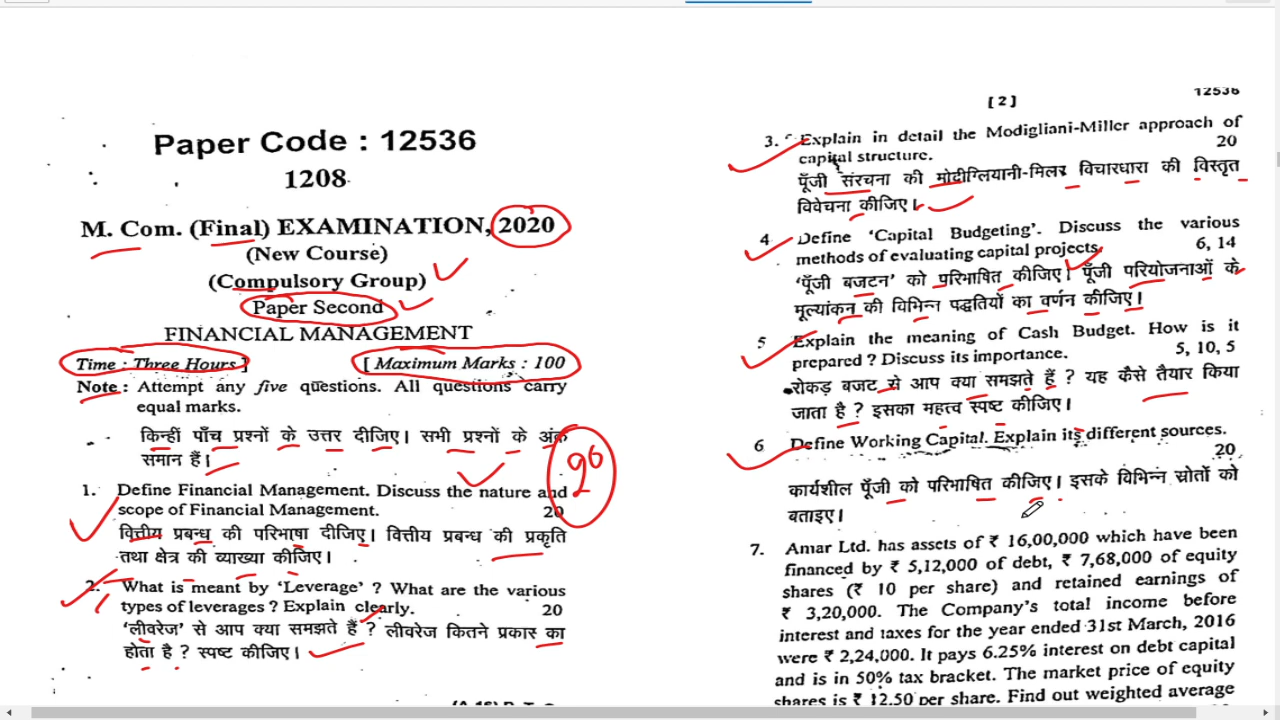 Paper Code : 12536
1208
M. Com. (Final) EXAMINATION, 2020
(New Course)
(Compulsory Group)
Paper Second
FINANCIAL MANAGEMENT
Time : Three Hours ] [ Maximum Marks : 100
Note : Attempt any five questions. All questions carry
equal marks.
किन्हीं पाँच प्रश्नों के उत्तर दीजिए। सभी प्रश्नों के अंक
समान हैं।
1. Define Financial Management. Discuss the nature and
scope of Financial Management. 20
वित्तीय प्रबन्ध की परिभाषा दीजिए। वित्तीय प्रबन्ध की प्रकृति
तथा क्षेत्र की व्याख्या कीजिए।
2. What is meant by 'Leverage' ? What are the various
types of leverages ? Explain clearly. 20
'लीवरेज' से आप क्या समझते हैं ? लीवरेज कितने प्रकार का
होता है ? स्पष्ट कीजिए।
[ 2 ] 12536
3. Explain in detail the Modigliani-Miller approach of
capital structure. 20
पूँजी संरचना की मोदीग्लियानी-मिलर विचारधारा की विस्तृत
विवेचना कीजिए।
4 Define 'Capital Budgeting'. Discuss the various
methods of evaluating capital projects. 6, 14
'पूँजी बजटन' को परिभाषित कीजिए। पूँजी परियोजनाओं के
मूल्यांकन की विभिन्न पद्धतियों का वर्णन कीजिए।
5 Explain the meaning of Cash Budget. How is it
prepared ? Discuss its importance. 5, 10, 5
रोकड़ बजट से आप क्या समझते हैं ? यह कैसे तैयार किया
जाता है ? इसका महत्व स्पष्ट कीजिए।
6 Define Working Capital. Explain its different sources.
20
कार्यशील पूँजी को परिभाषित कीजिए। इसके विभिन्न स्रोतों को
बताइए।
7. Amar Ltd. has assets of ₹ 16,00,000 which have been
financed by ₹ 5,12,000 of debt, ₹ 7,68,000 of equity
shares (₹ 10 per share) and retained earnings of
₹ 3,20,000. The Company's total income before
interest and taxes for the year ended 31st March, 2016
were ₹ 2,24,000. It pays 6.25% interest on debt capital
and is in 50% tax bracket. The market price of equity
shares is ₹ 12.50 per share. Find out weighted average